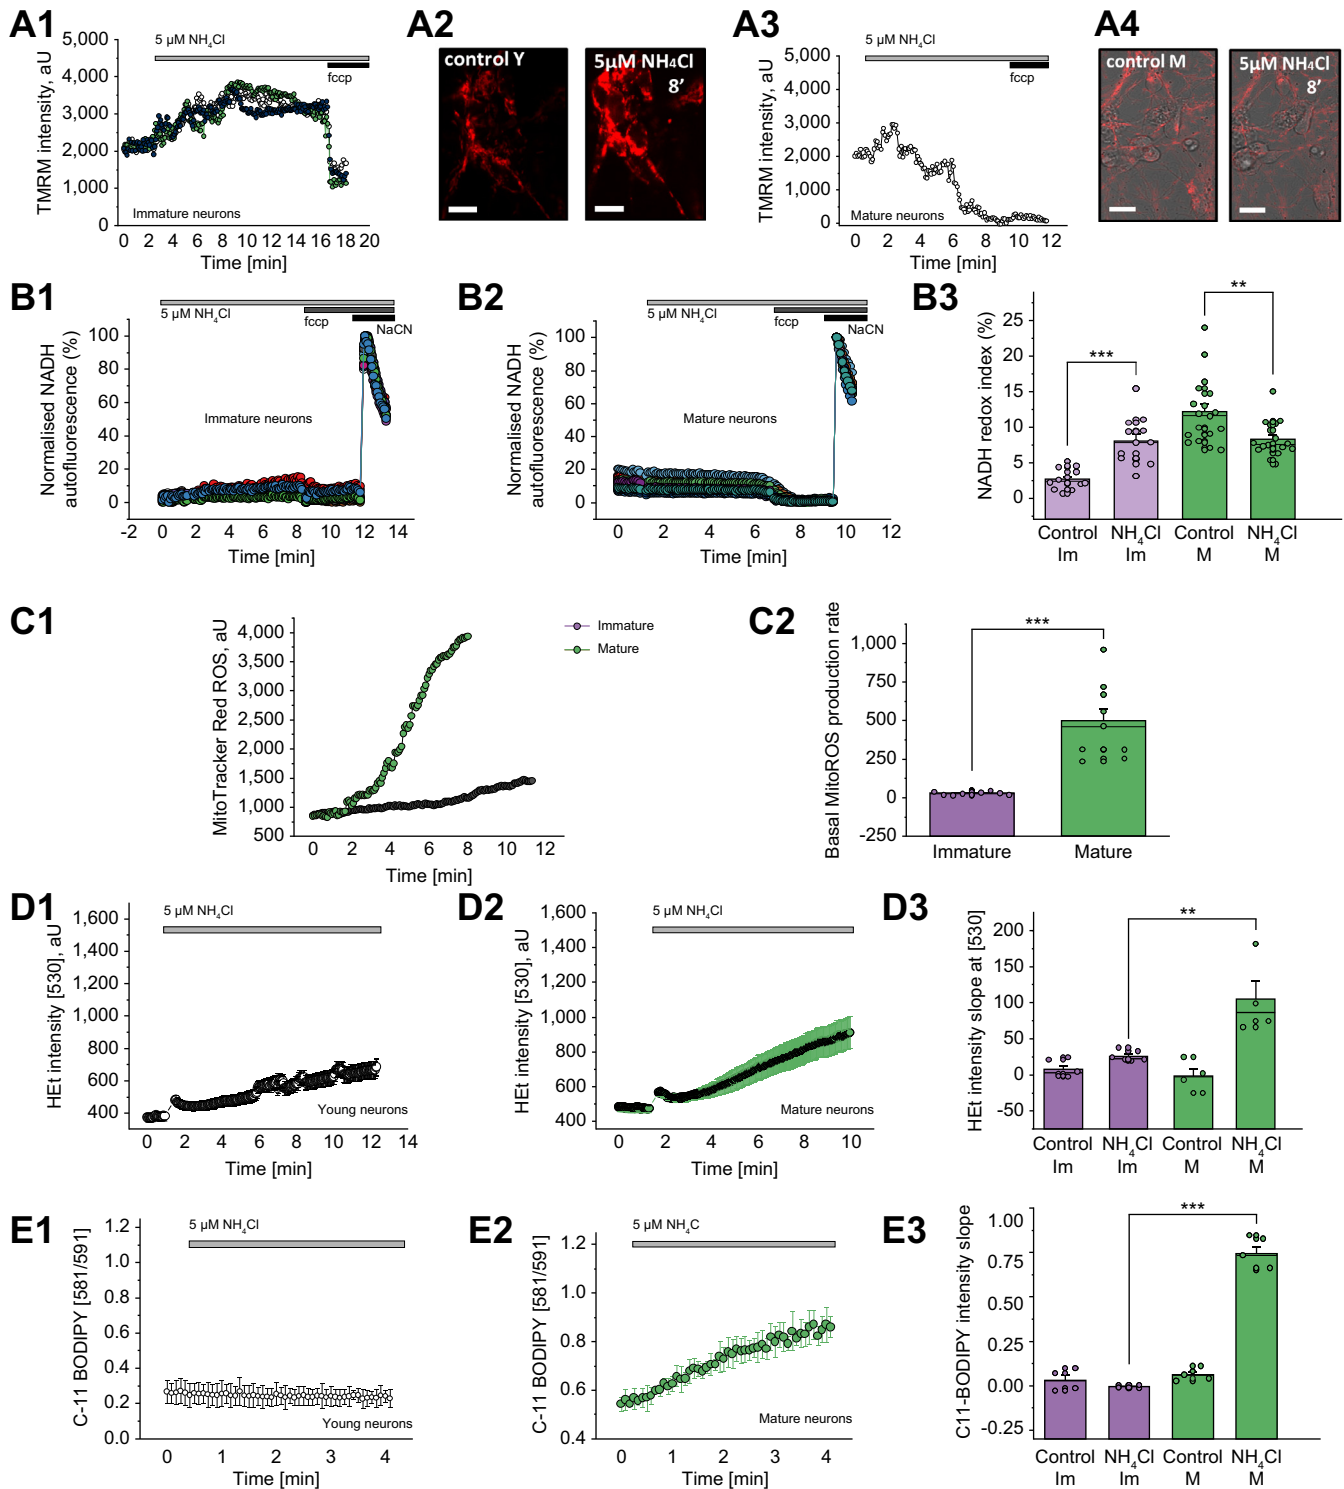 A1
5 µM NH4Cl
fccp
TMRM intensity, aU
5,000
4,000
3,000
2,000
1,000
0
Immature neurons
0 2 4 6 8 10 12 14 16 18 20
Time [min]
A2
control Y
5µM NH4Cl
8’
A3
5 µM NH4Cl
fccp
TMRM intensity, aU
5,000
4,000
3,000
2,000
1,000
0
Mature neurons
0 2 4 6 8 10 12
Time [min]
A4
control M
5µM NH4Cl
8’
B1
5 µM NH4Cl
fccp
NaCN
Normalised NADH
autofluorescence (%)
100
80
60
40
20
0
Immature neurons
-2 0 2 4 6 8 10 12 14
Time [min]
B2
5 µM NH4Cl
fccp
NaCN
Normalised NADH
autofluorescence (%)
100
80
60
40
20
0
Mature neurons
0 2 4 6 8 10
Time [min]
B3
NADH redox index (%)
25
20
15
10
5
0
***
**
Control Im
NH4Cl Im
Control M
NH4Cl M
C1
MitoTracker Red ROS, aU
4,000
3,500
3,000
2,500
2,000
1,500
1,000
500
0 2 4 6 8 10 12
Time [min]
Immature
Mature
C2
Basal MitoROS production rate
1,000
750
500
250
0
-250
***
Immature
Mature
D1
5 µM NH4Cl
HEt intensity [530], aU
1,600
1,400
1,200
1,000
800
600
400
Young neurons
0 2 4 6 8 10 12 14
Time [min]
D2
5 µM NH4Cl
HEt intensity [530], aU
1,600
1,400
1,200
1,000
800
600
400
Mature neurons
0 2 4 6 8 10
Time [min]
D3
HEt intensity slope at [530]
200
150
100
50
0
-50
**
Control Im
NH4Cl Im
Control M
NH4Cl M
E1
5 µM NH4Cl
C-11 BODIPY [581/591]
1.2
1.0
0.8
0.6
0.4
0.2
0.0
Young neurons
0 1 2 3 4
Time [min]
E2
5 µM NH4C
C-11 BODIPY [581/591]
1.2
1.0
0.8
0.6
0.4
Mature neurons
0 1 2 3 4
Time [min]
E3
C11-BODIPY intensity slope
1.00
0.75
0.50
0.25
0.00
-0.25
***
Control Im
NH4Cl Im
Control M
NH4Cl M